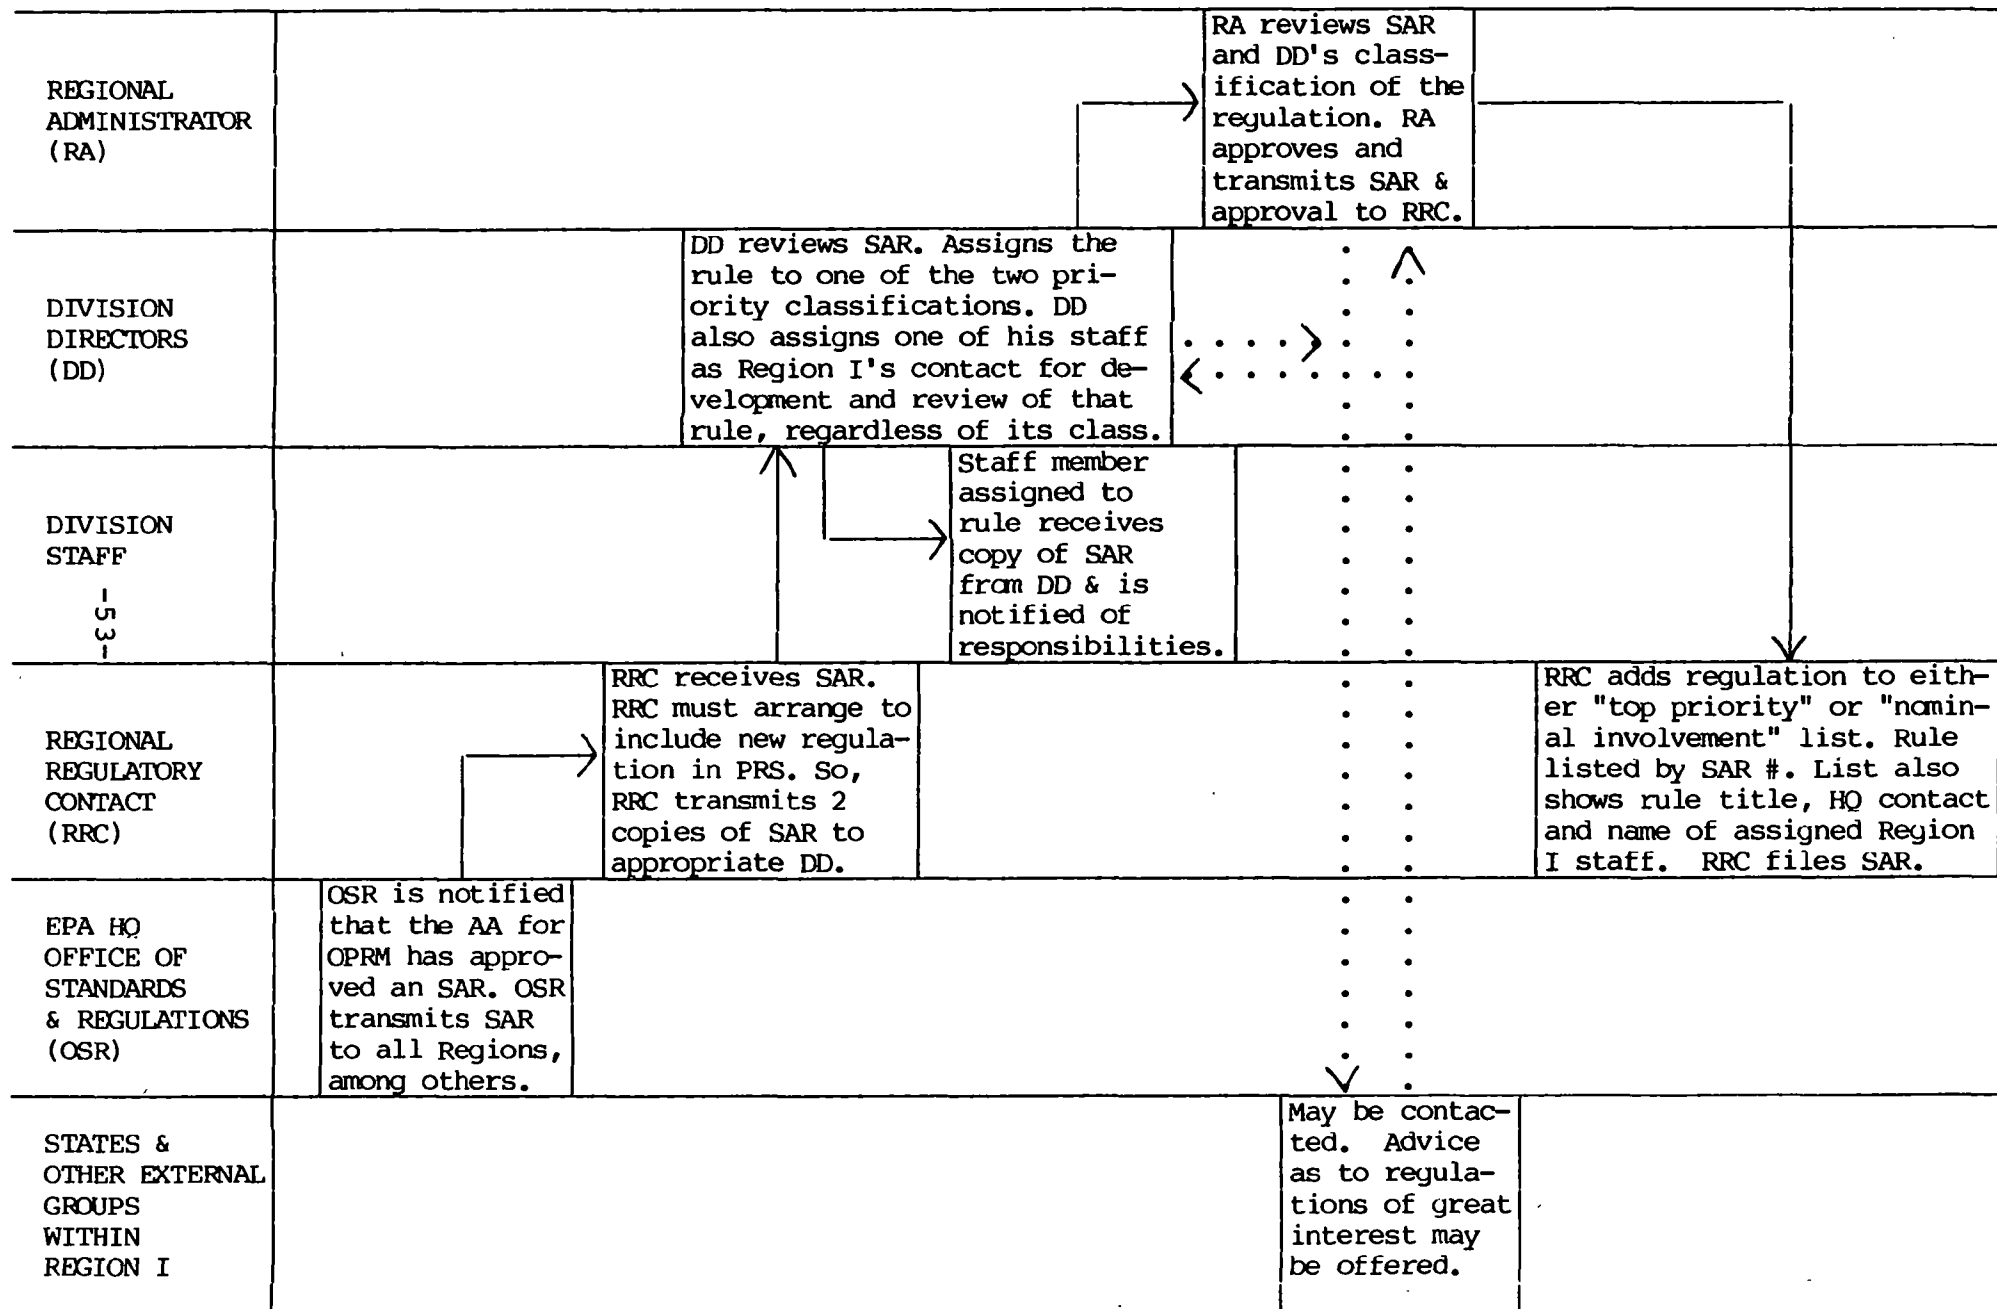 REGIONAL
ADMINISTRATOR
(RA)
RA reviews SAR
and DD's class-
ification of the
regulation. RA
approves and
transmits SAR &
approval to RRC.
DIVISION
DIRECTORS
(DD)
DD reviews SAR. Assigns the
rule to one of the two pri-
ority classifications. DD
also assigns one of his staff
as Region I's contact for de-
velopment and review of that
rule, regardless of its class.
DIVISION
STAFF
-53-
Staff member
assigned to
rule receives
copy of SAR
from DD & is
notified of
responsibilities.
REGIONAL
REGULATORY
CONTACT
(RRC)
RRC receives SAR.
RRC must arrange to
include new regula-
tion in PRS. So,
RRC transmits 2
copies of SAR to
appropriate DD.
RRC adds regulation to eith-
er "top priority" or "nomin-
al involvement" list. Rule
listed by SAR #. List also
shows rule title, HQ contact
and name of assigned Region
I staff. RRC files SAR.
EPA HQ
OFFICE OF
STANDARDS
& REGULATIONS
(OSR)
OSR is notified
that the AA for
OPRM has appro-
ved an SAR. OSR
transmits SAR
to all Regions,
among others.
STATES &
OTHER EXTERNAL
GROUPS
WITHIN
REGION I
May be contac-
ted. Advice
as to regula-
tions of great
interest may
be offered.